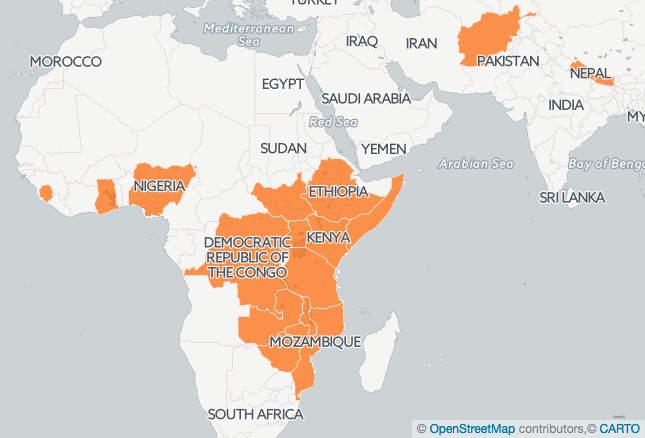 TURKEY
Mediterranean
Sea
MOROCCO
IRAQ
IRAN
PAKISTAN
EGYPT
NEPAL
SAUDI ARABIA
INDIA
Red Sea
MY
SUDAN
YEMEN
Arabian Sea
Bay of Beng
NIGERIA
ETHIOPIA
SRI LANKA
KENYA
DEMOCRATIC
REPUBLIC OF
THE CONGO
MOZAMBIQUE
SOUTH AFRICA
© OpenStreetMap contributors,© CARTO